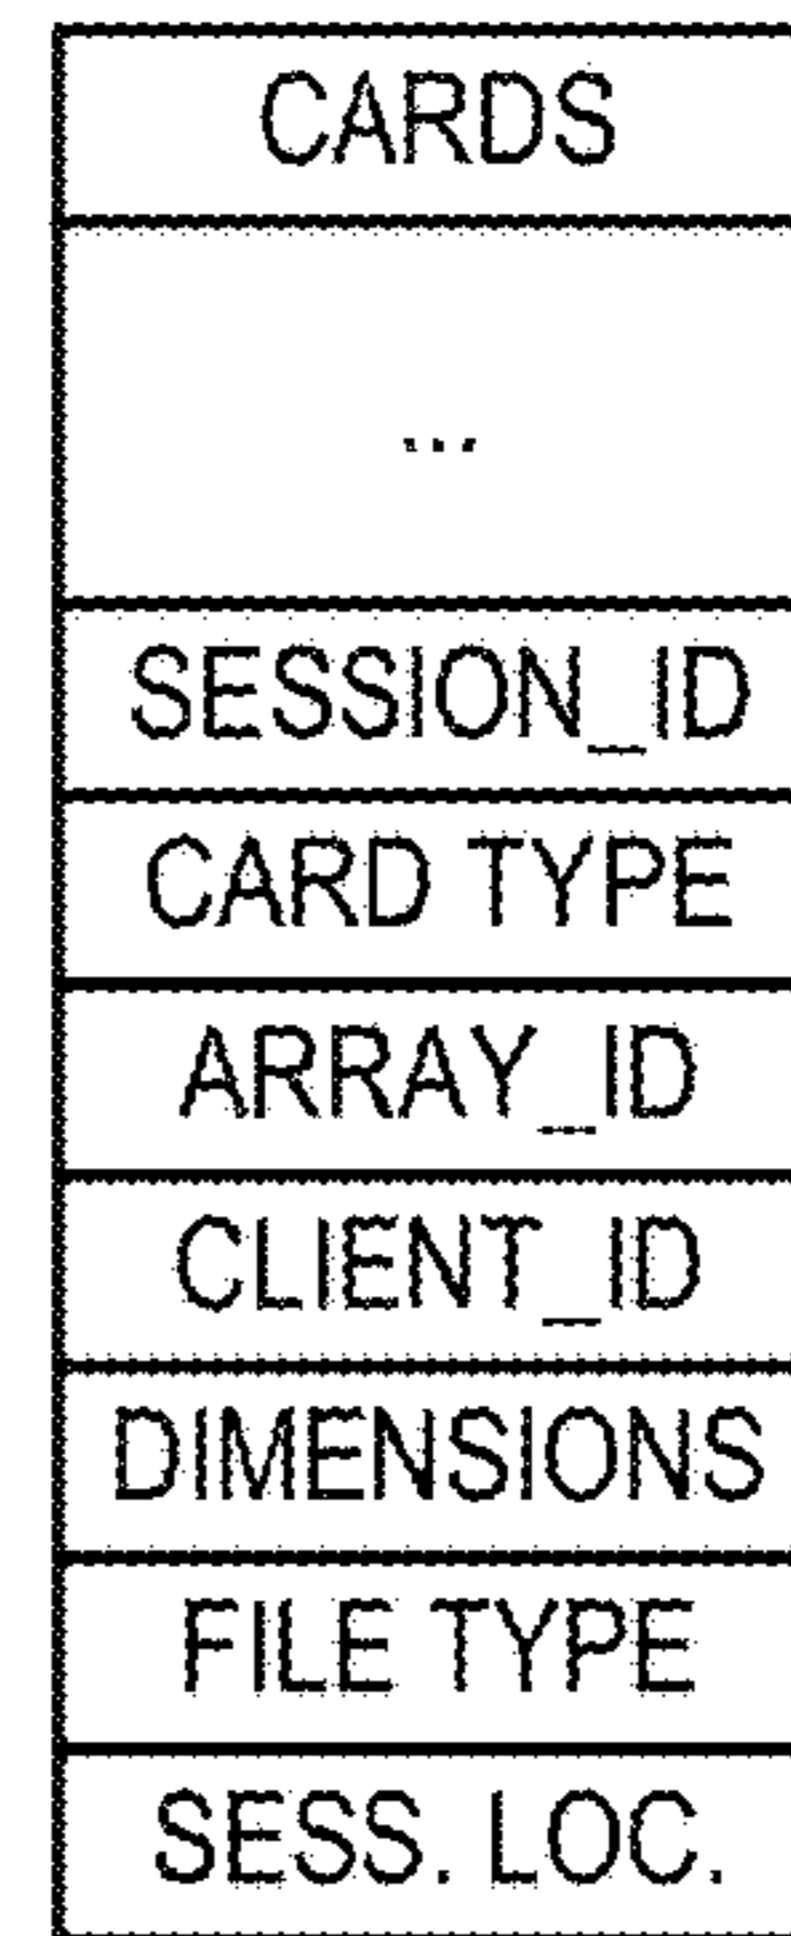 CARDS
...
SESSION_ID
CARD TYPE
ARRAY_ID
CLIENT_ID
DIMENSIONS
FILE TYPE
SESS. LOC.